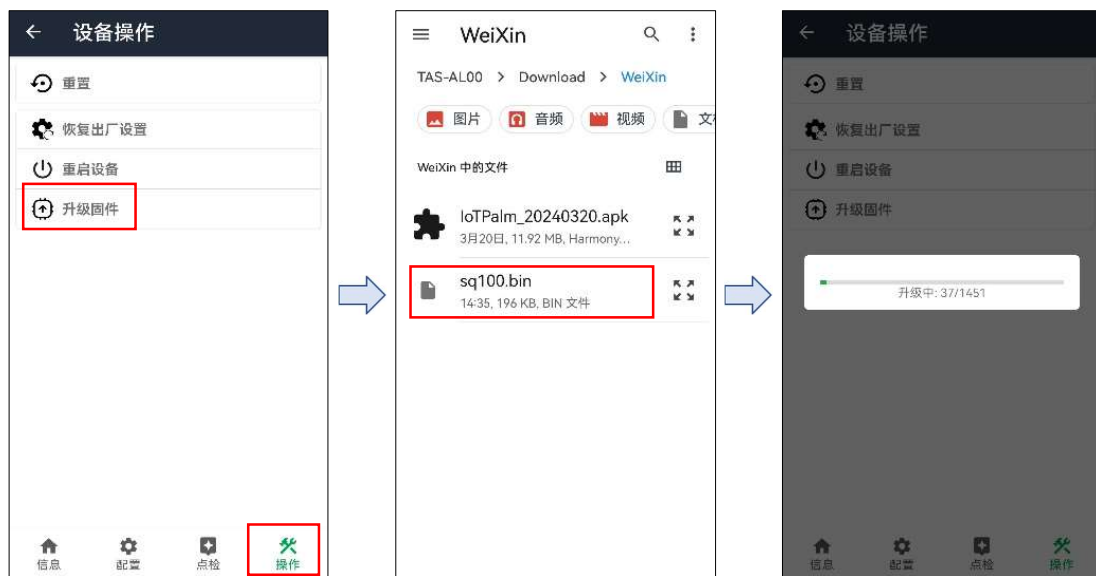 设备操作
重置
恢复出厂设置
重启设备
升级固件
信息
配置
点检
操作
WeiXin
TAS-AL00 > Download > WeiXin
图片
音频
视频
WeiXin 中的文件
IoTPalm_20240320.apk
3月20日, 11.92 MB, Harmony...
sq100.bin
14:35, 196 KB, BIN 文件
设备操作
重置
恢复出厂设置
重启设备
升级固件
升级中: 37/1451
信息
配置
点检
操作